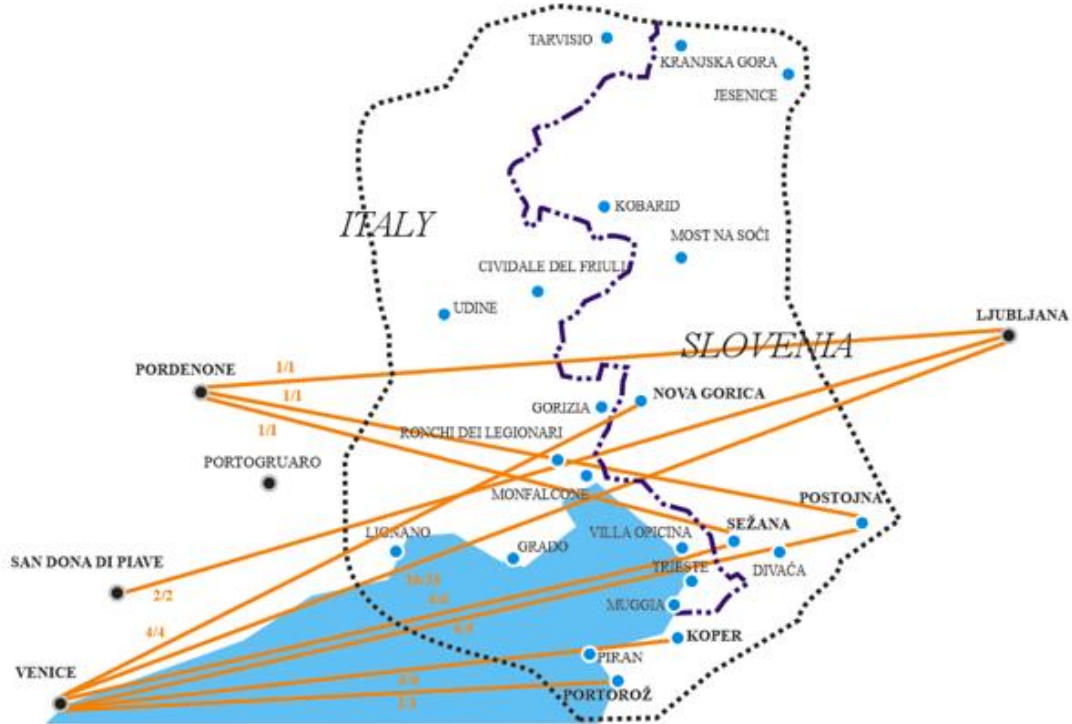 TARVISIO
KRANJSKA GORA
JESENICE
KOBARID
ITALY
MOST NA SOČI
CIVIDALE DEL FRIULI
UDINE
LJUBLJANA
SLOVENIA
PORDENONE
1/1
1/1
NOVA GORICA
GORIZIA
1/1
RONCHI DEI LEGIONARI
PORTOGRUARO
MONFALCONE
POSTOJNA
SEŽANA
LIGNANO
VILLA OPICINA
GRADO
SAN DONA DI PIAVE
TRIESTE
DIVAČA
2/2
MUGGIA
4/4
KOPER
PIRAN
VENICE
PORTOROŽ